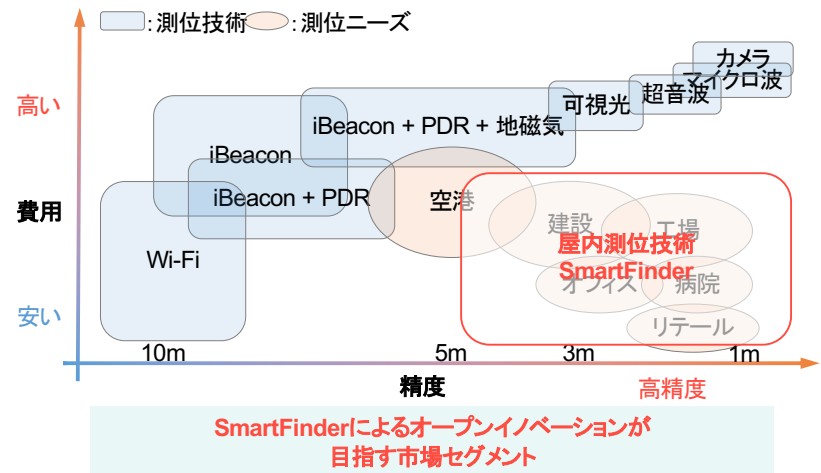 :測位技術
:測位ニーズ
カメラ
マイクロ波
超音波
可視光
高い
iBeacon + PDR + 地磁気
iBeacon
iBeacon + PDR
空港
費用
建設
工場
屋内測位技術
SmartFinder
Wi-Fi
オフィス
病院
安い
リテール
10m
5m
3m
1m
精度
高精度
SmartFinderによるオープンイノベーションが
目指す市場セグメント